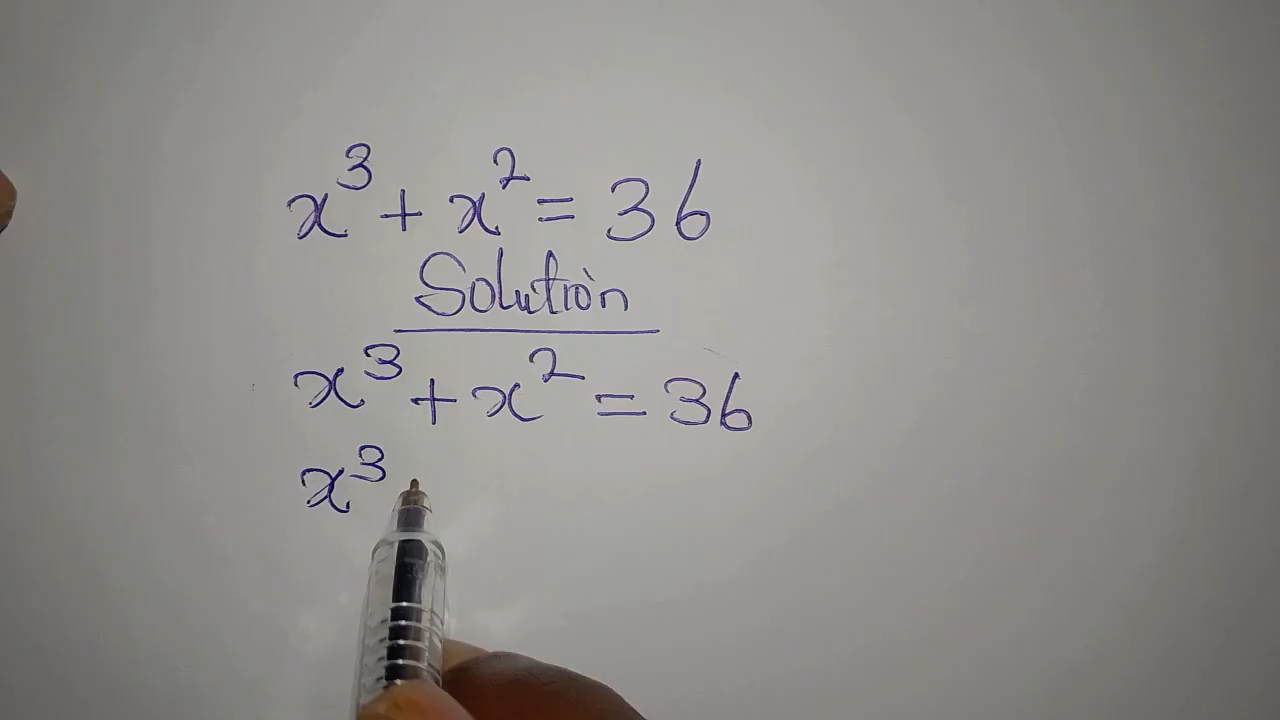 x³ + x² = 36
Solution
x³ + x² = 36
x³